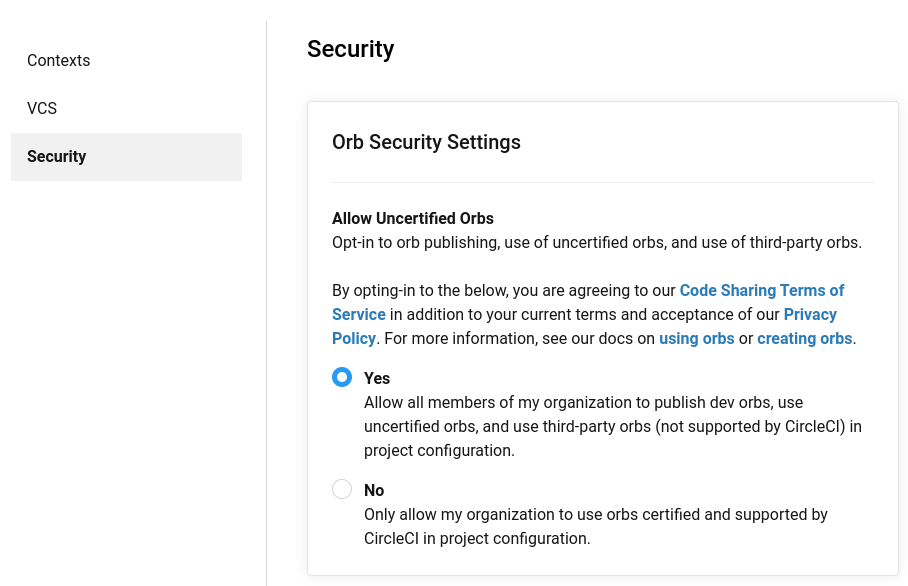 Contexts
VCS
Security
Security
Orb Security Settings
Allow Uncertified Orbs
Opt-in to orb publishing, use of uncertified orbs, and use of third-party orbs.
By opting-in to the below, you are agreeing to our Code Sharing Terms of
Service in addition to your current terms and acceptance of our Privacy
Policy. For more information, see our docs on using orbs or creating orbs.
Yes
Allow all members of my organization to publish dev orbs, use
uncertified orbs, and use third-party orbs (not supported by CircleCI) in
project configuration.
No
Only allow my organization to use orbs certified and supported by
CircleCI in project configuration.